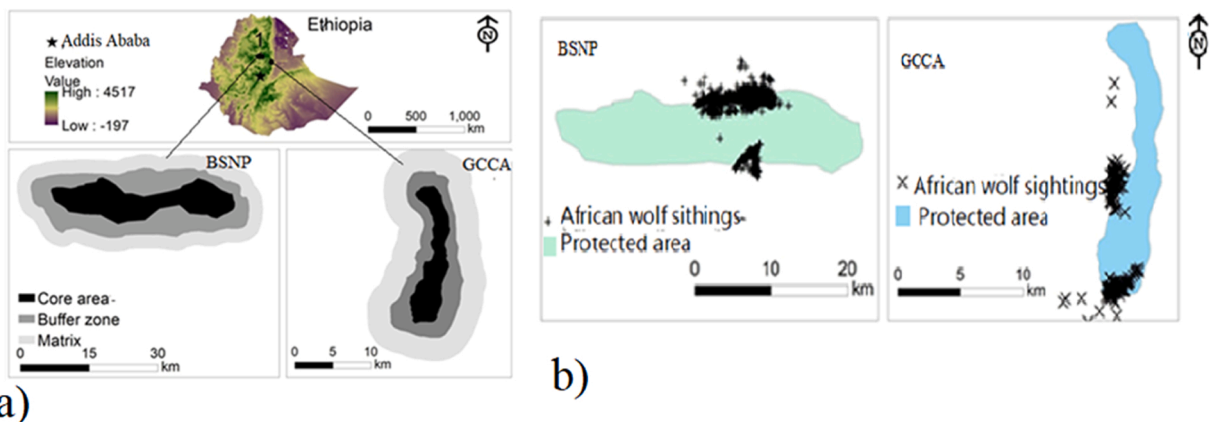 Ethiopia
★ Addis Ababa
Elevation
Value
High : 4517
Low : -197
1
N
0 500 1,000
km
BSNP
Core area -
Buffer zone
Matrix
0 15 30
km
GCCA
0 5 10
km
a)
BSNP
+ African wolf sithings-
Protected area
0 10 20
km
GCCA
N
× African wolf sightings
Protected area
0 5 10
km
b)